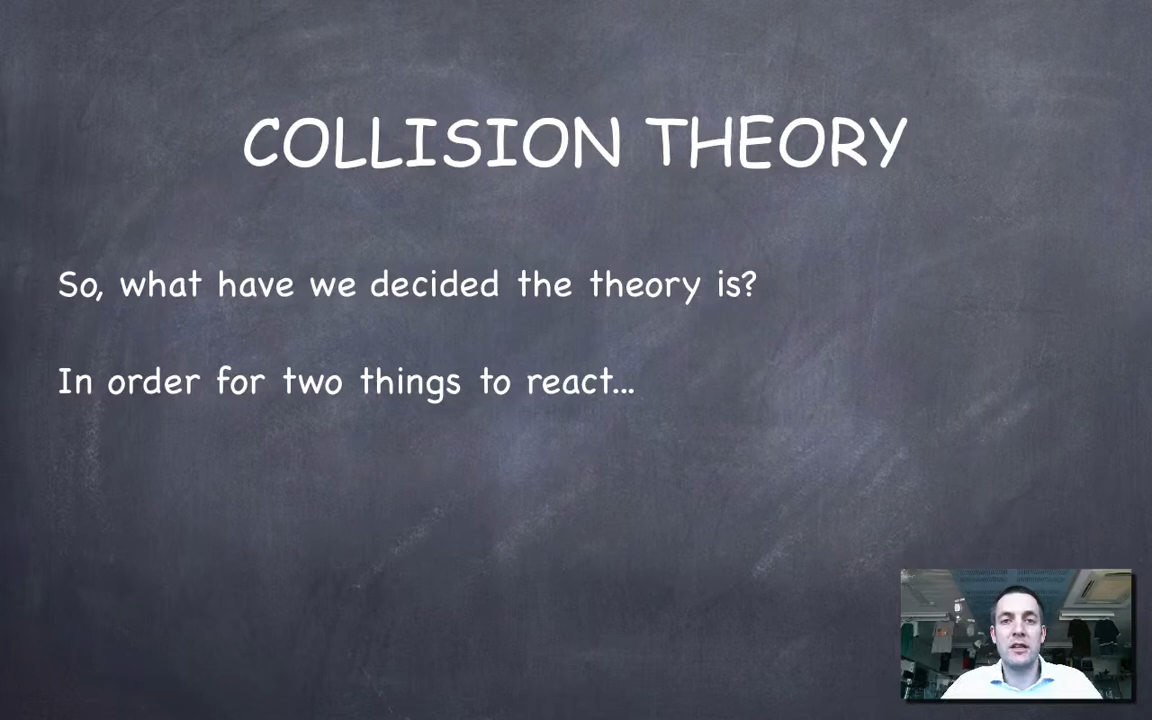 COLLISION THEORY
So, what have we decided the theory is?
In order for two things to react...